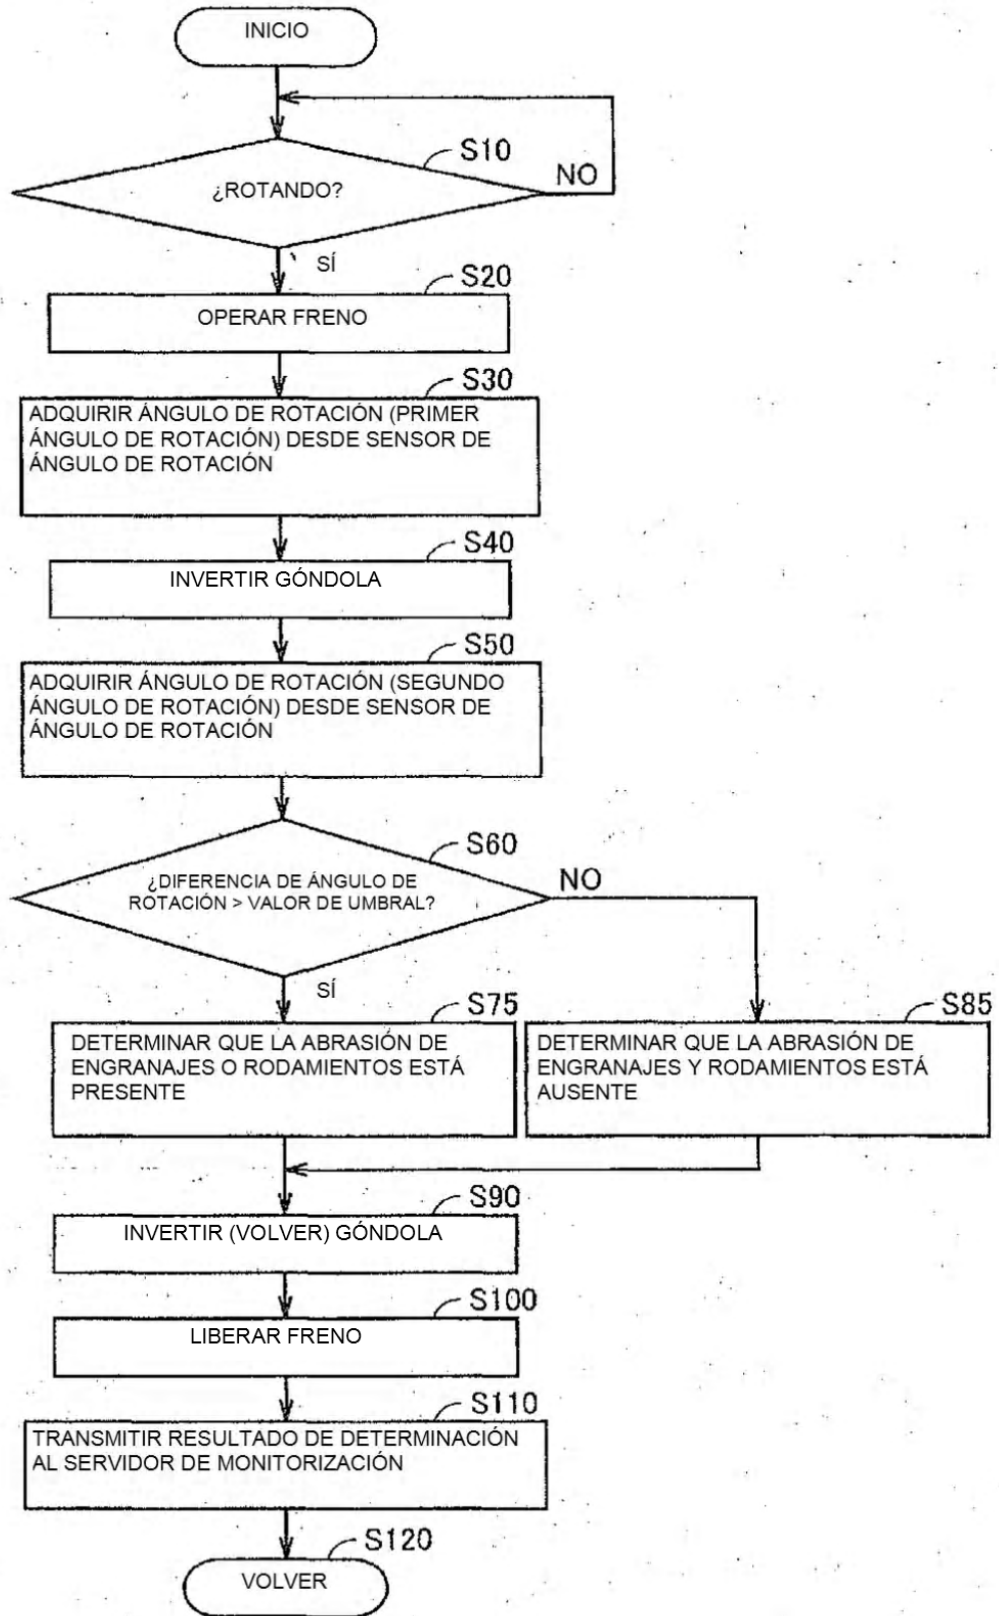 INICIO
S10
¿ROTANDO?
NO
SÍ
S20
OPERAR FRENO
S30
ADQUIRIR ÁNGULO DE ROTACIÓN (PRIMER
ÁNGULO DE ROTACIÓN) DESDE SENSOR DE
ÁNGULO DE ROTACIÓN
S40
INVERTIR GÓNDOLA
S50
ADQUIRIR ÁNGULO DE ROTACIÓN (SEGUNDO
ÁNGULO DE ROTACIÓN) DESDE SENSOR DE
ÁNGULO DE ROTACIÓN
S60
¿DIFERENCIA DE ÁNGULO DE
ROTACIÓN > VALOR DE UMBRAL?
NO
SÍ
S75
DETERMINAR QUE LA ABRASIÓN DE
ENGRANAJES O RODAMIENTOS ESTÁ
PRESENTE
S85
DETERMINAR QUE LA ABRASIÓN DE
ENGRANAJES Y RODAMIENTOS ESTÁ
AUSENTE
S90
INVERTIR (VOLVER) GÓNDOLA
S100
LIBERAR FRENO
S110
TRANSMITIR RESULTADO DE DETERMINACIÓN
AL SERVIDOR DE MONITORIZACIÓN
S120
VOLVER